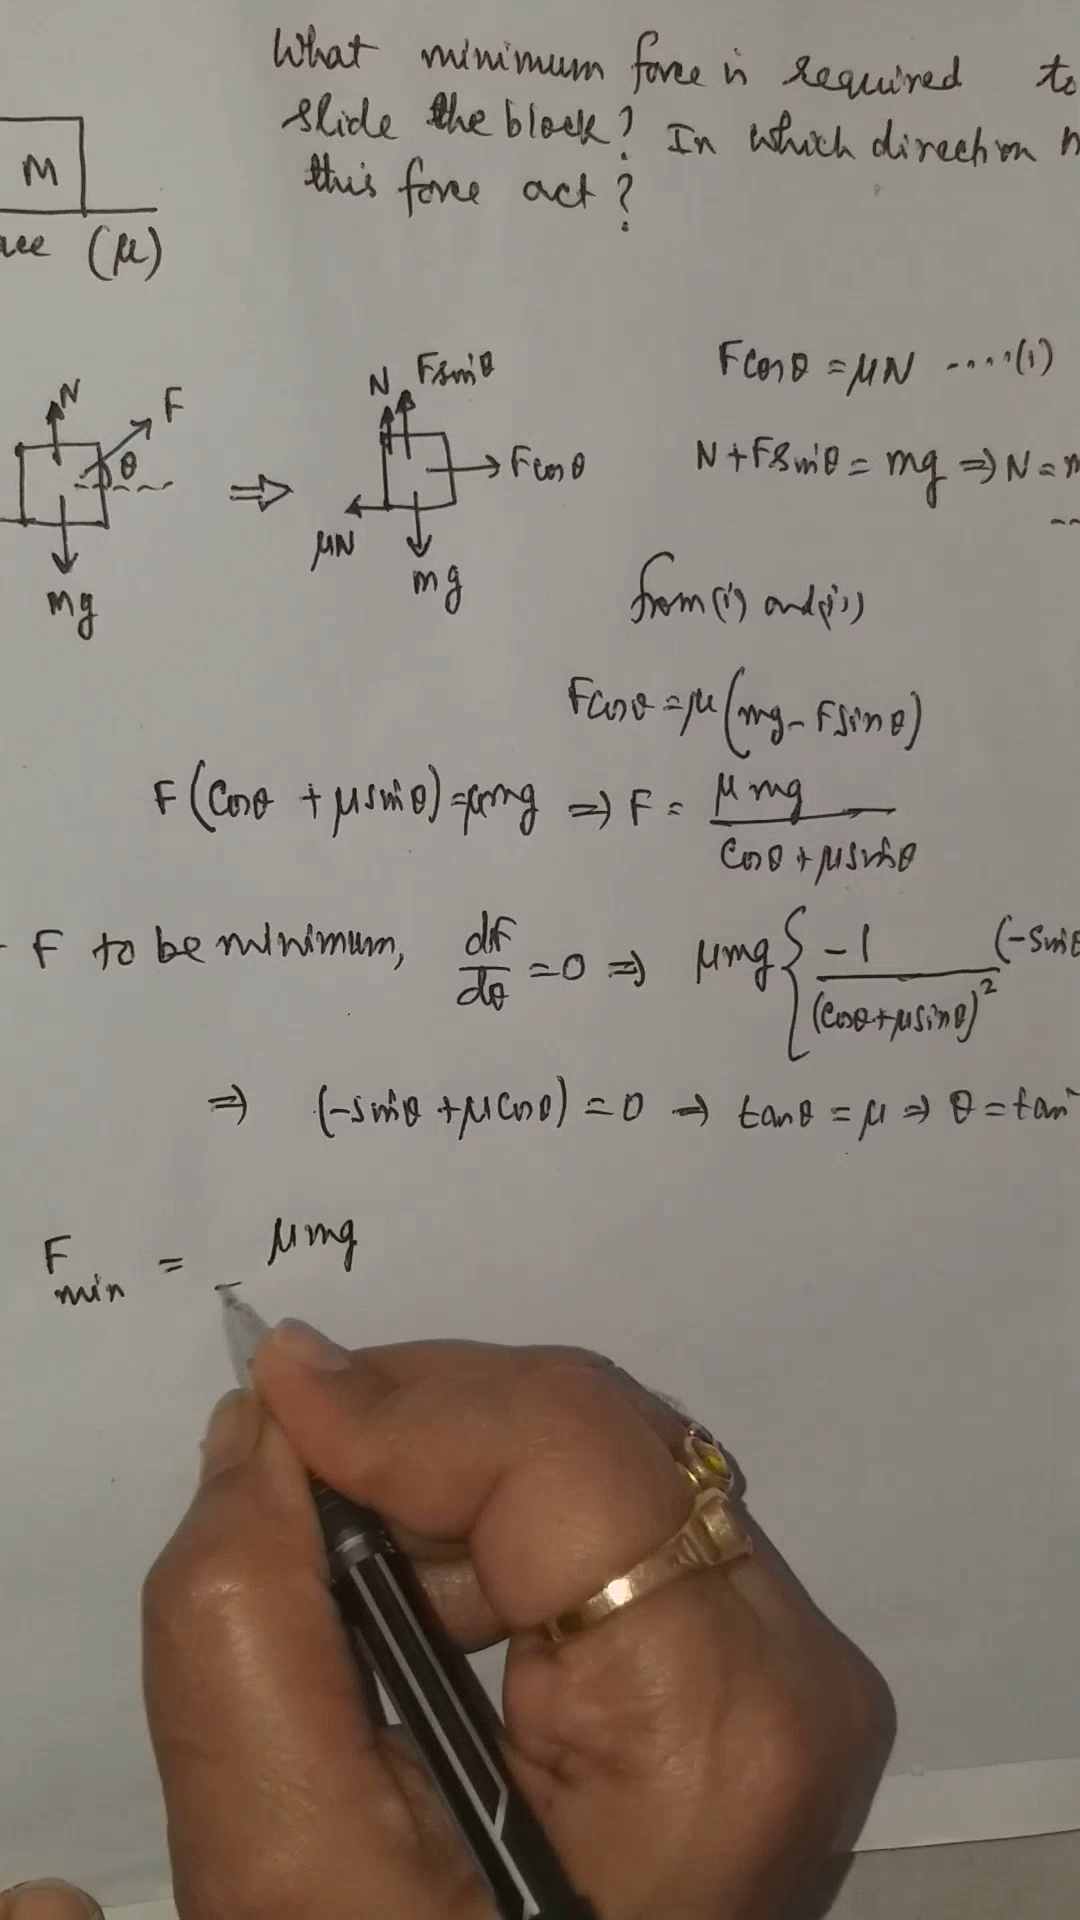 What minimum force is required to
slide the block? In which direction
this force act?
M
(μ)
N
F
θ
mg
⇒
N Fsinθ
Fcosθ
μN
mg
Fcosθ = μN ....(i)
N + Fsinθ = mg ⇒ N =
from (i) and (ii)
Fcosθ = μ(mg - Fsinθ)
F(cosθ + μsinθ) = μmg ⇒ F = μmg / cosθ + μsinθ
F to be minimum, dF/dθ = 0 ⇒ μmg { -1 / (cosθ + μsinθ)² (-sinθ
⇒ (-sinθ + μcosθ) = 0 → tanθ = μ ⇒ θ = tan⁻
F min = μmg